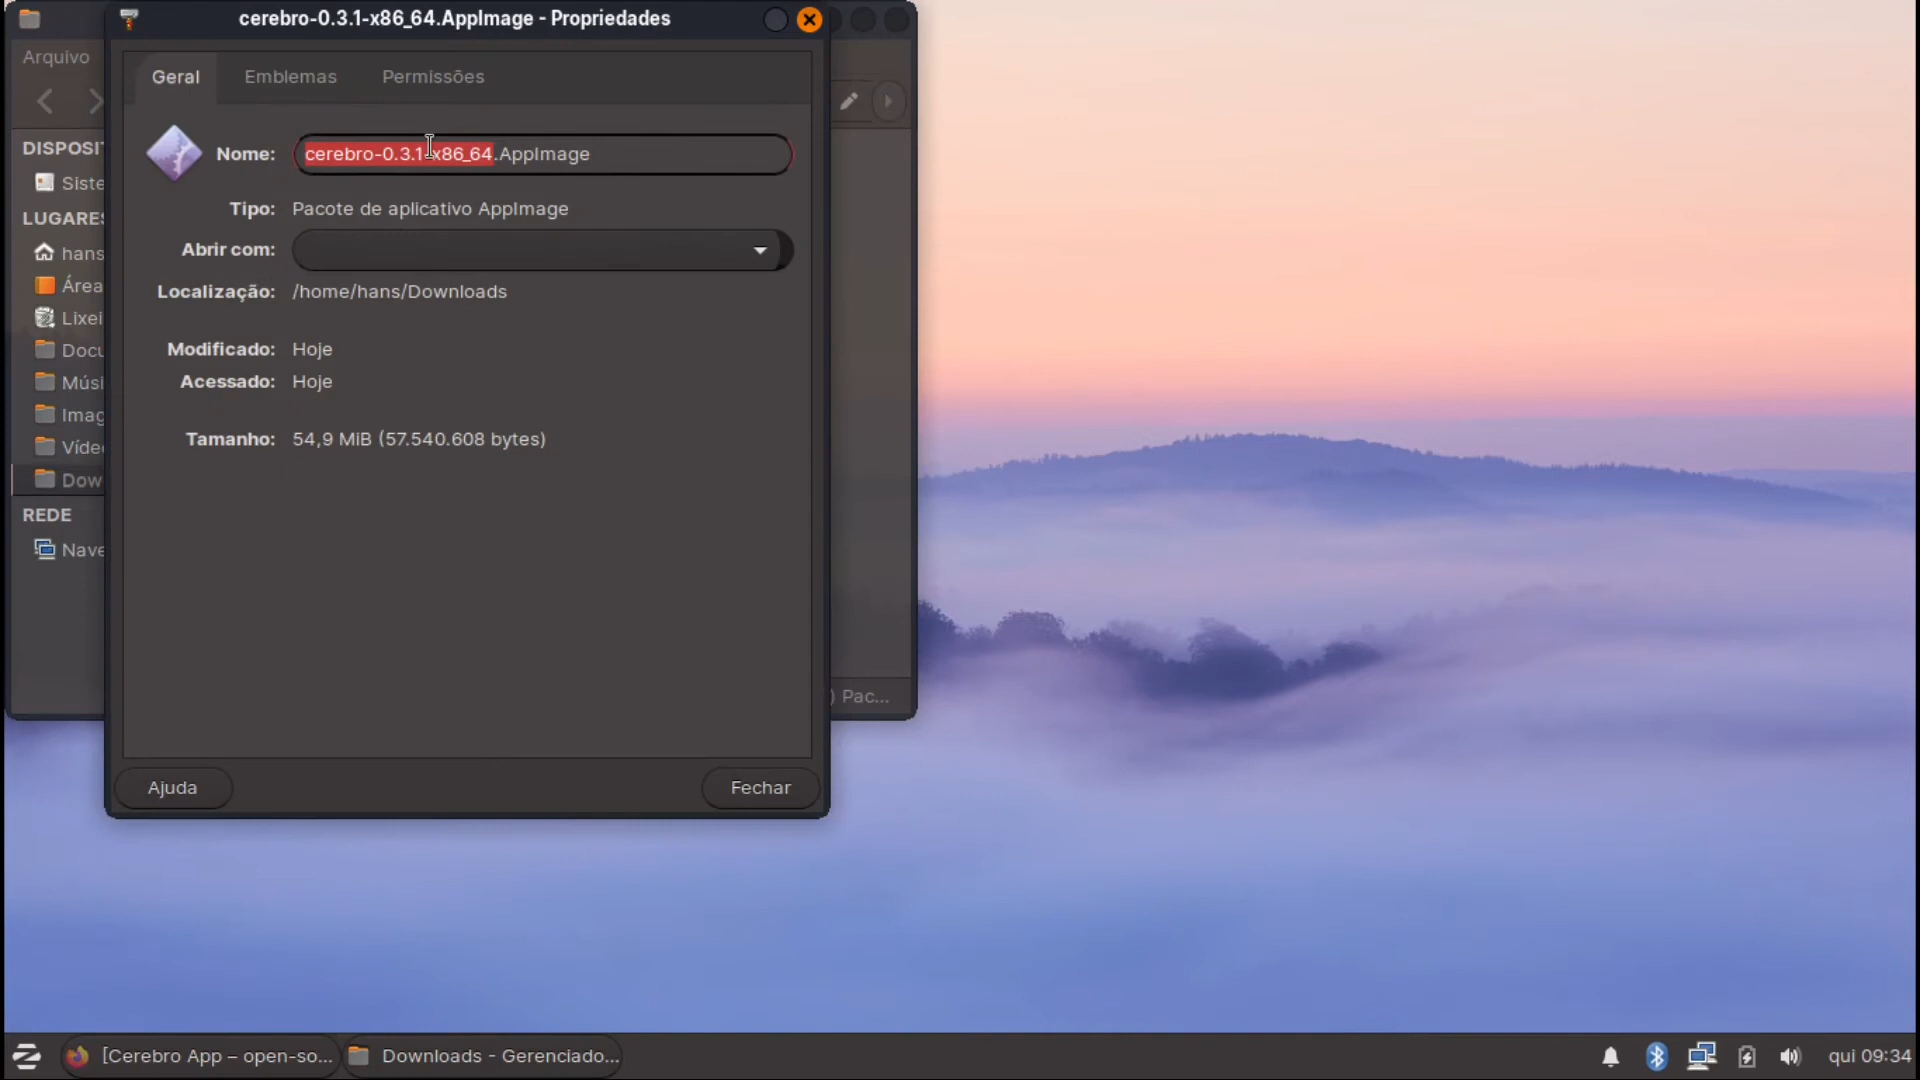 cerebro-0.3.1-x86_64.AppImage - Propriedades
Arquivo
Geral
Emblemas
Permissões
DISPOSIT
Siste
LUGARES
hans
Área
Lixei
Docu
Músi
Imag
Vídeo
Dow
REDE
Nave
Nome: cerebro-0.3.1-x86_64.AppImage
Tipo: Pacote de aplicativo AppImage
Abrir com:
Localização: /home/hans/Downloads
Modificado: Hoje
Acessado: Hoje
Tamanho: 54,9 MiB (57.540.608 bytes)
) Pac...
Ajuda
Fechar
[Cerebro App – open-so...
Downloads - Gerenciado...
qui 09:34